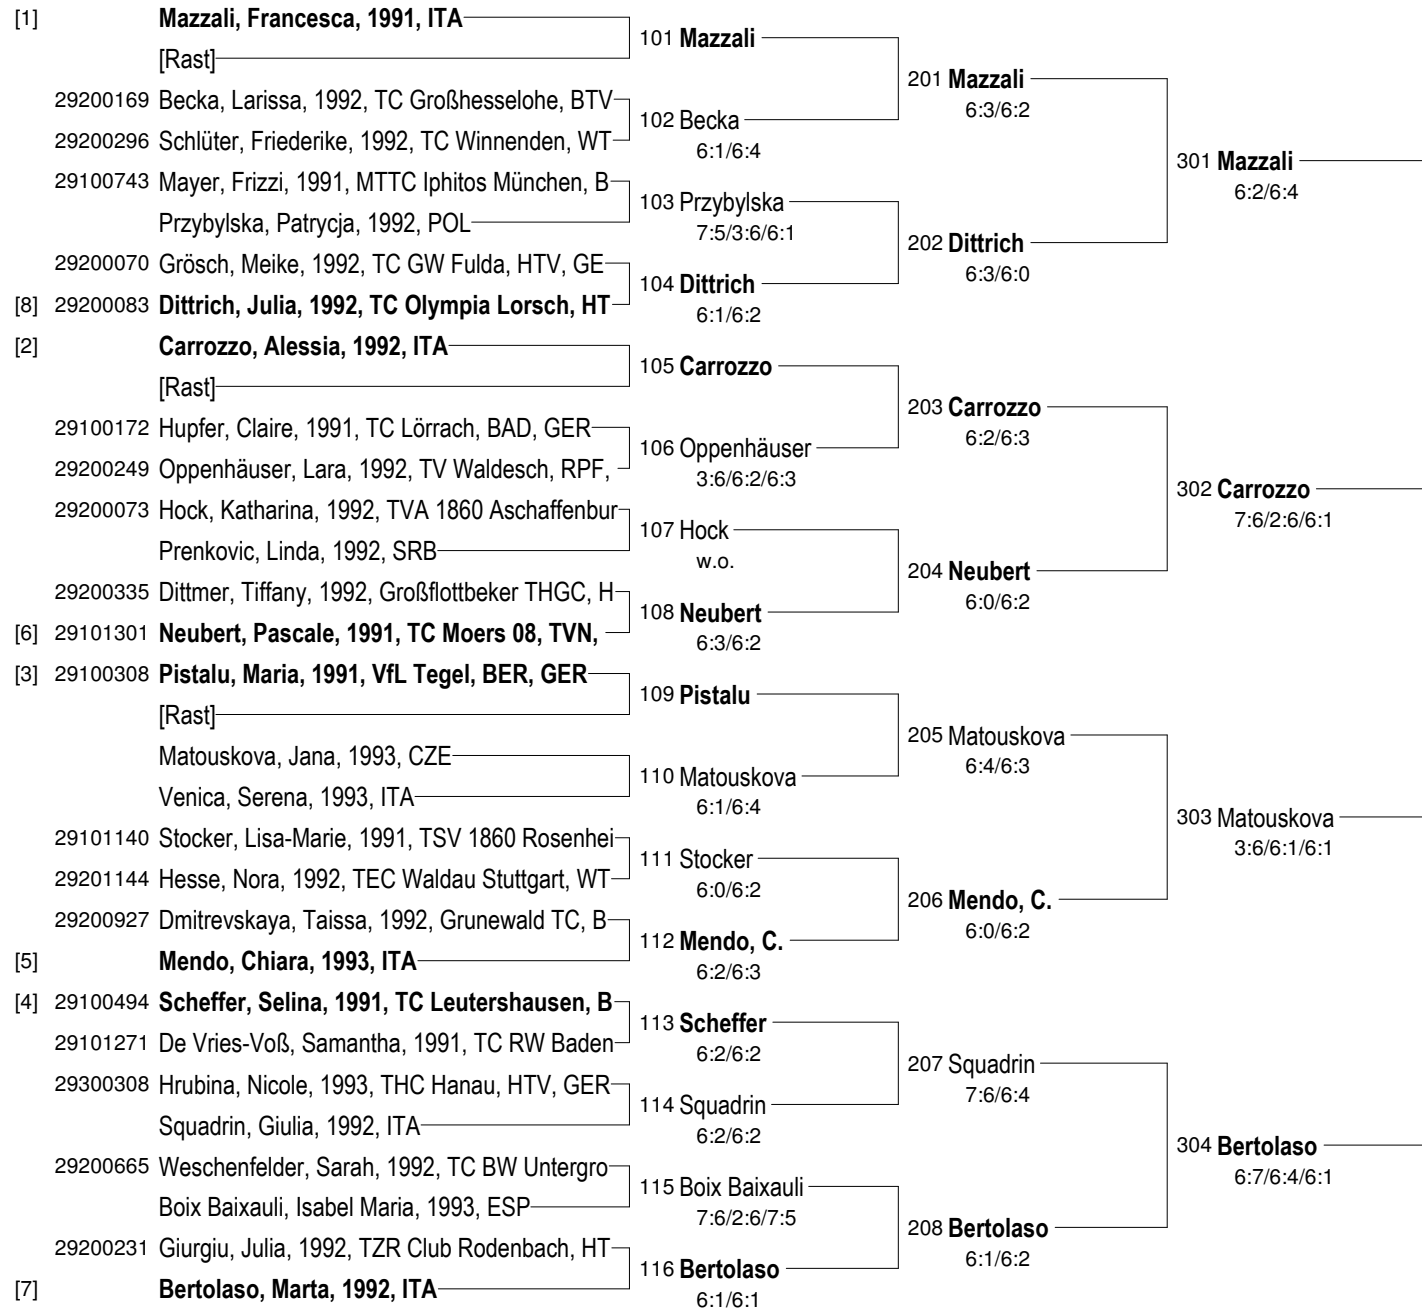 [1] Mazzali, Francesca, 1991, ITA
101 Mazzali
[Rast]
201 Mazzali
6:3/6:2
29200169 Becka, Larissa, 1992, TC Großhesselohe, BTV
102 Becka
6:1/6:4
29200296 Schlüter, Friederike, 1992, TC Winnenden, WT
301 Mazzali
6:2/6:4
29100743 Mayer, Frizzi, 1991, MTTC Iphitos München, B
103 Przybylska
7:5/3:6/6:1
Przybylska, Patrycja, 1992, POL
202 Dittrich
6:3/6:0
29200070 Grösch, Meike, 1992, TC GW Fulda, HTV, GE
104 Dittrich
6:1/6:2
[8] 29200083 Dittrich, Julia, 1992, TC Olympia Lorsch, HT
[2] Carrozzo, Alessia, 1992, ITA
105 Carrozzo
[Rast]
203 Carrozzo
6:2/6:3
29100172 Hupfer, Claire, 1991, TC Lörrach, BAD, GER
106 Oppenhäuser
3:6/6:2/6:3
29200249 Oppenhäuser, Lara, 1992, TV Waldesch, RPF,
302 Carrozzo
7:6/2:6/6:1
29200073 Hock, Katharina, 1992, TVA 1860 Aschaffenbur
107 Hock
w.o.
Prenkovic, Linda, 1992, SRB
204 Neubert
6:0/6:2
29200335 Dittmer, Tiffany, 1992, Großflottbeker THGC, H
108 Neubert
6:3/6:2
[6] 29101301 Neubert, Pascale, 1991, TC Moers 08, TVN,
[3] 29100308 Pistalu, Maria, 1991, VfL Tegel, BER, GER
109 Pistalu
[Rast]
205 Matouskova
6:4/6:3
Matouskova, Jana, 1993, CZE
110 Matouskova
6:1/6:4
Venica, Serena, 1993, ITA
303 Matouskova
3:6/6:1/6:1
29101140 Stocker, Lisa-Marie, 1991, TSV 1860 Rosenhei
111 Stocker
6:0/6:2
29201144 Hesse, Nora, 1992, TEC Waldau Stuttgart, WT
206 Mendo, C.
6:0/6:2
29200927 Dmitrevskaya, Taissa, 1992, Grunewald TC, B
112 Mendo, C.
6:2/6:3
[5] Mendo, Chiara, 1993, ITA
[4] 29100494 Scheffer, Selina, 1991, TC Leutershausen, B
113 Scheffer
6:2/6:2
29101271 De Vries-Voß, Samantha, 1991, TC RW Baden
207 Squadrin
7:6/6:4
29300308 Hrubina, Nicole, 1993, THC Hanau, HTV, GER
114 Squadrin
6:2/6:2
Squadrin, Giulia, 1992, ITA
304 Bertolaso
6:7/6:4/6:1
29200665 Weschenfelder, Sarah, 1992, TC BW Untergro
115 Boix Baixauli
7:6/2:6/7:5
Boix Baixauli, Isabel Maria, 1993, ESP
208 Bertolaso
6:1/6:2
29200231 Giurgiu, Julia, 1992, TZR Club Rodenbach, HT
116 Bertolaso
6:1/6:1
[7] Bertolaso, Marta, 1992, ITA